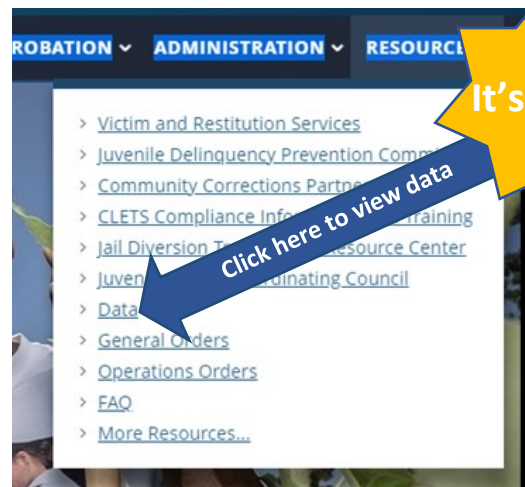 ROBATION ADMINISTRATION RESOURCE
It's
> Victim and Restitution Services
> Juvenile Delinquency Prevention Comm
> Community Corrections Partne
> CLETS Compliance Info Training
> Jail Diversion T Resource Center
> Juven rdinating Council
> Data
> General Orders
> Operations Orders
> FAQ
> More Resources...
Click here to view data